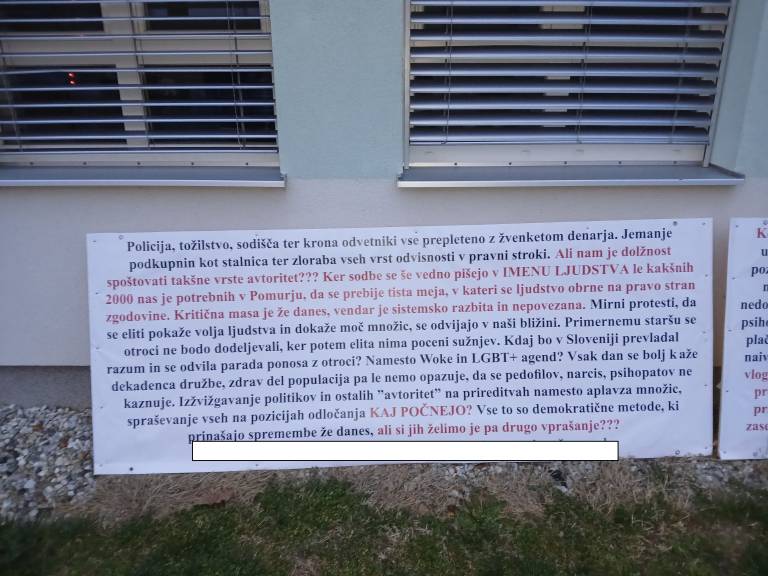 Policija, tožilstvo, sodišča ter krona odvetniki vse prepleteno z žvenketom denarja. Jemanje
podkupnin kot stalnica ter zloraba vseh vrst odvisnosti v pravni stroki. Ali nam je dolžnost
spoštovati takšne vrste avtoritet??? Ker sodbe se še vedno pišejo v IMENU LJUDSTVA le kakšnih
2000 nas je potrebnih v Pomurju, da se prebije tista meja, v kateri se ljudstvo obrne na pravo stran
zgodovine. Kritična masa je že danes, vendar je sistemsko razbita in nepovezana. Mirni protesti, da
se eliti pokaže volja ljudstva in dokaže moč množic, se odvijajo v naši bližini. Primernemu staršu se
otroci ne bodo dodeljevali, ker potem elita nima poceni sužnjev. Kdaj bo v Sloveniji prevladal
razum in se odvila parada ponosa z otroci? Namesto Woke in LGBT+ agend? Vsak dan se bolj kaže
dekadenca družbe, zdrav del populacija pa le nemo opazuje, da se pedofilov, narcis, psihopatov ne
kaznuje. Izžvižgavanje politikov in ostalih "avtoritet" na prireditvah namesto aplavza množic,
spraševanje vseh na pozicijah odločanja KAJ POČNEJO? Vse to so demokratične metode, ki
prinašajo spremembe že danes, ali si jih želimo je pa drugo vprašanje???